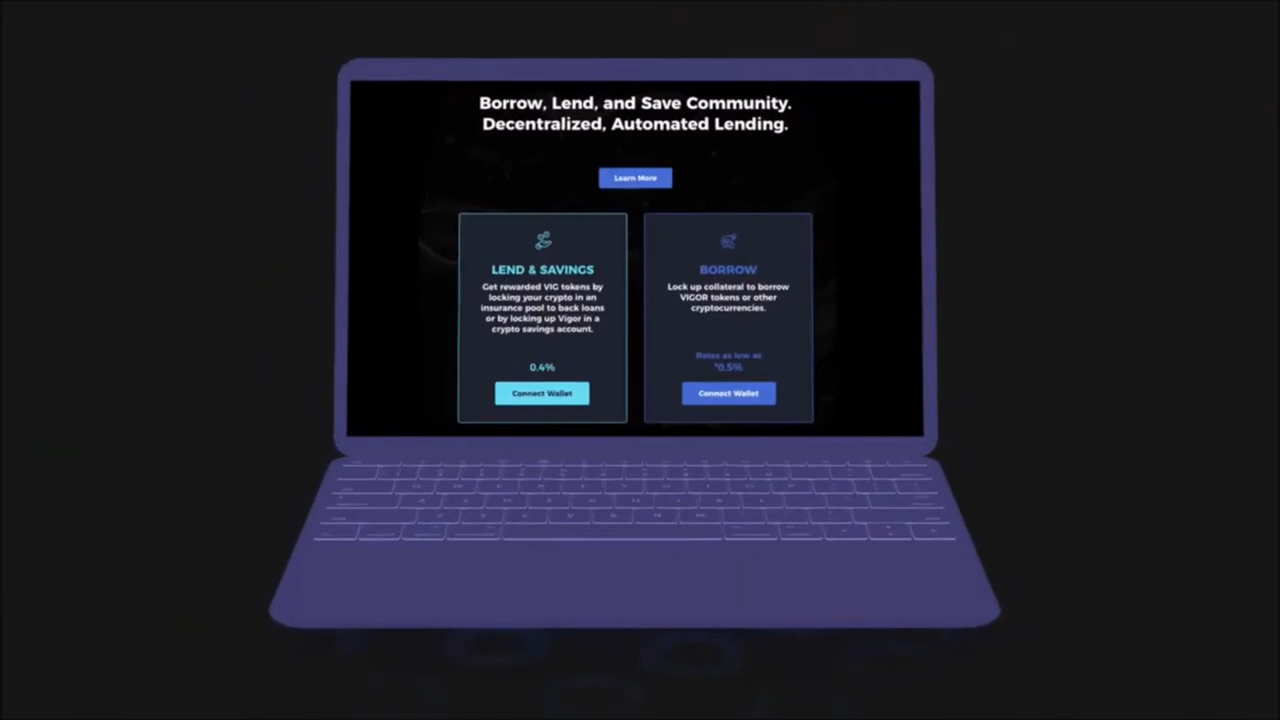 Borrow, Lend, and Save Community.
Decentralized, Automated Lending.
Learn More
LEND & SAVINGS
Get rewarded VIG tokens by
locking your crypto in an
insurance pool to back loans
or by locking up Vigor in a
crypto savings account.
0.4%
Connect Wallet
BORROW
Lock up collateral to borrow
VIGOR tokens or other
cryptocurrencies.
Rates as low as
*0.5%
Connect Wallet